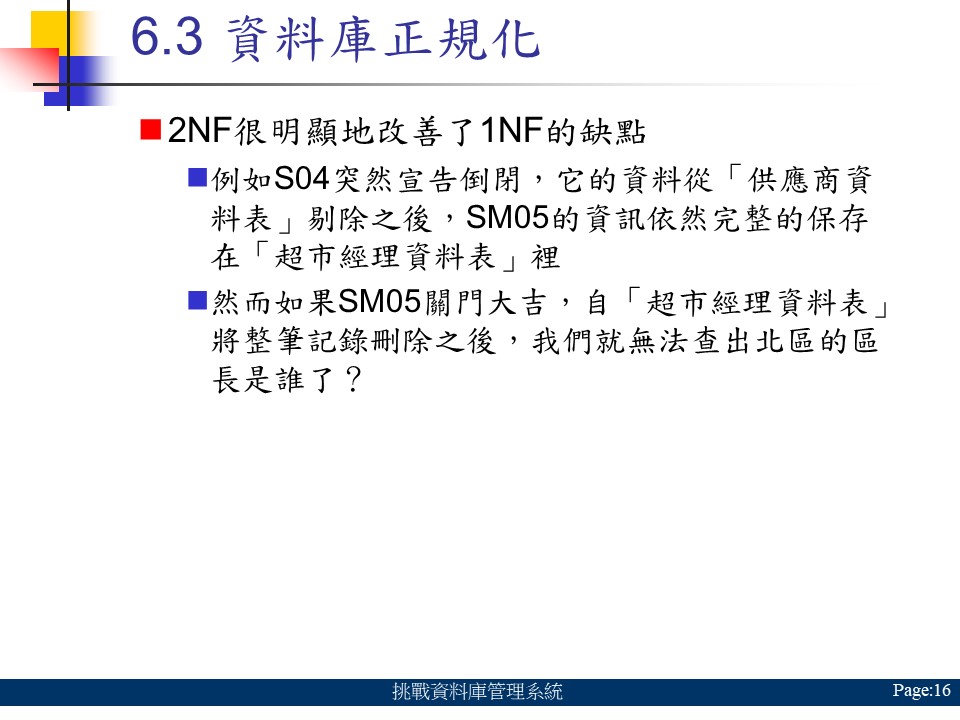 6.3 資料庫正規化
2NF很明顯地改善了1NF的缺點
例如S04突然宣告倒閉，它的資料從「供應商資
料表」剔除之後，SM05的資訊依然完整的保存
在「超市經理資料表」裡
然而如果SM05關門大吉，自「超市經理資料表」
將整筆記錄刪除之後，我們就無法查出北區的區
長是誰了？
挑戰資料庫管理系統
Page:16